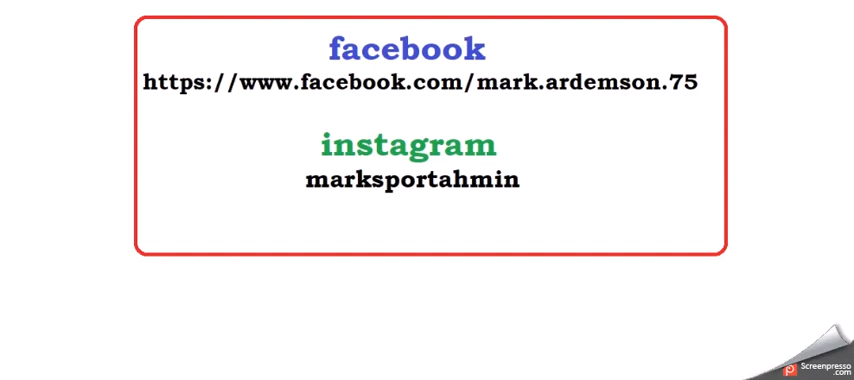 facebook
https://www.facebook.com/mark.ardemson.75
instagram
marksportahmin
Screenpresso
.com